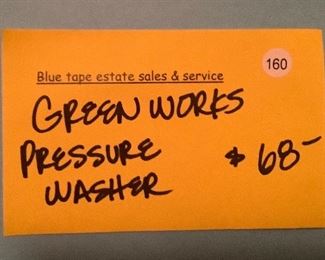 160
Blue tape estate sales & service
GREEN WORKS
PRESSURE $68-
WASHER